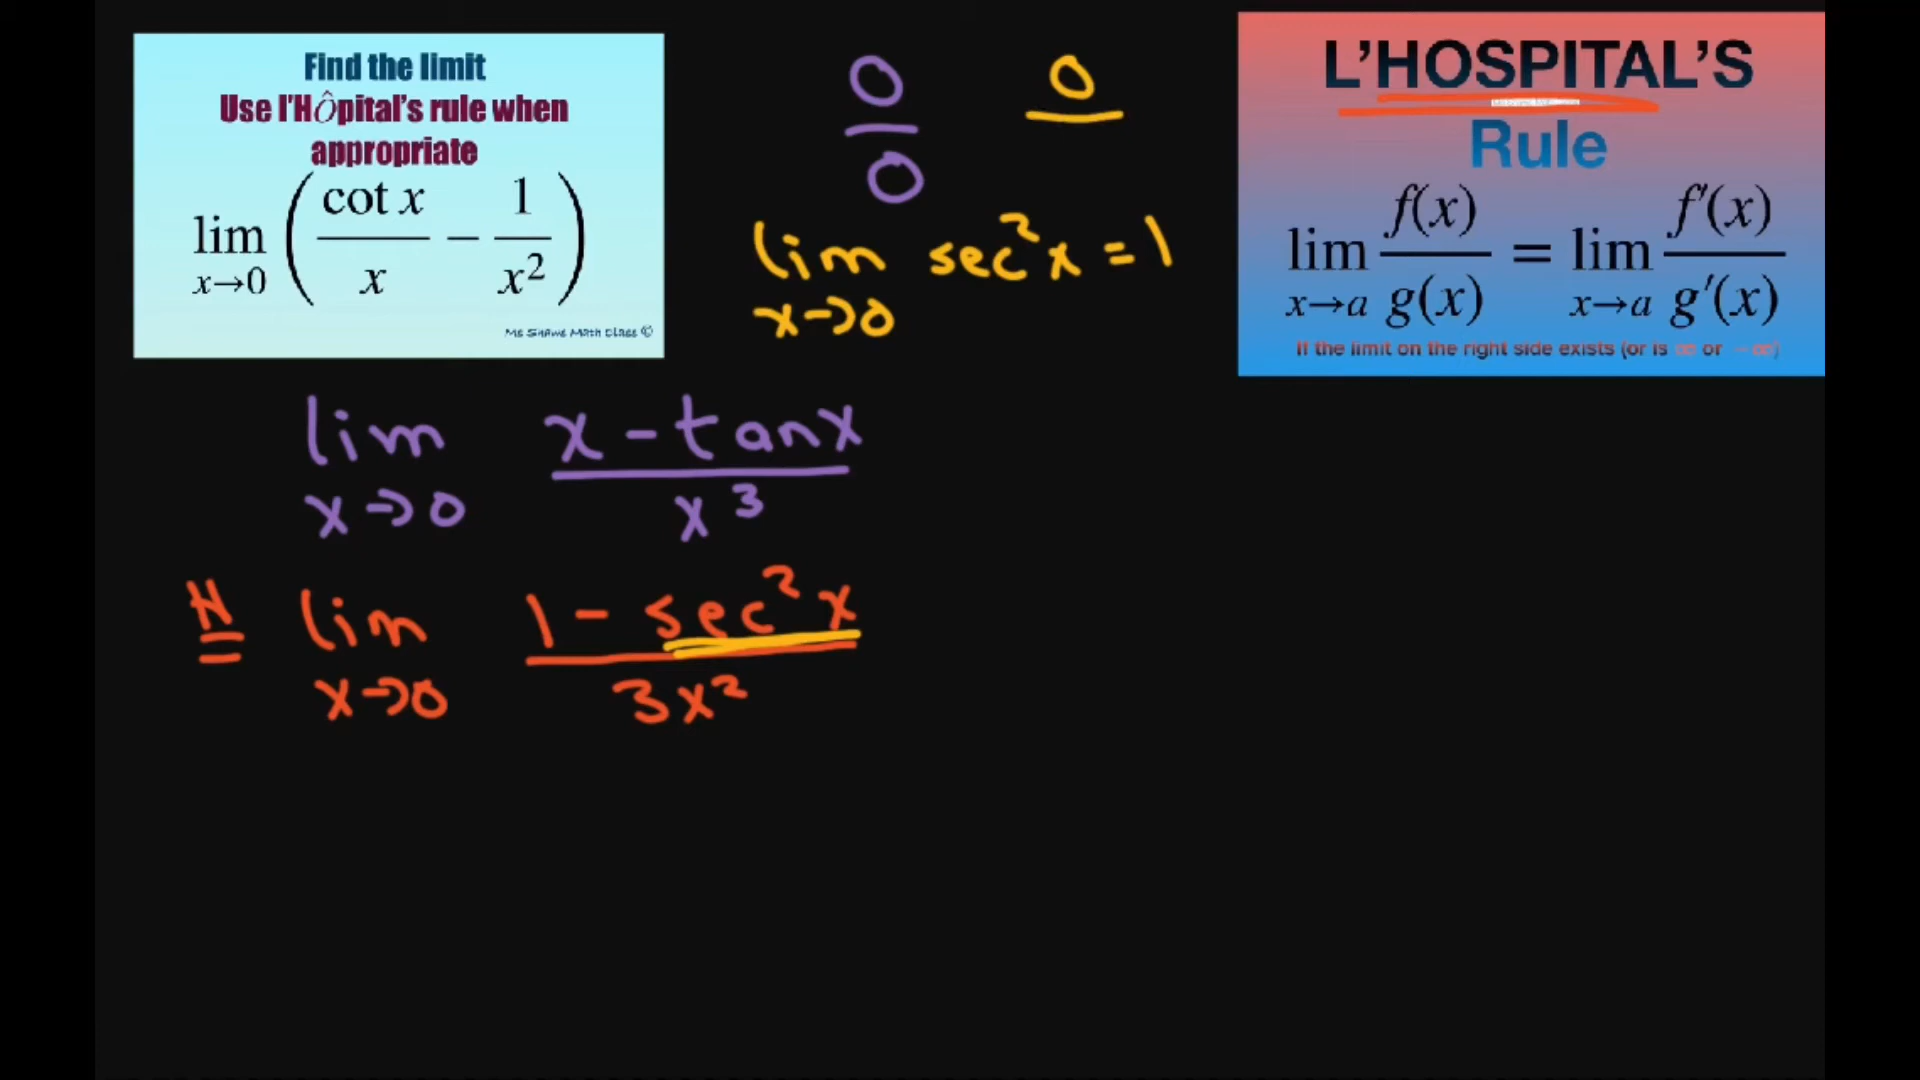 Find the limit
Use l'Hôpital's rule when
appropriate
lim x→0 ( cot x / x − 1 / x² )
Ms Shaws Math Class ©
0 / 0
0
lim x→0 sec²x = 1
L'HOSPITAL'S
Rule
lim x→a f(x) / g(x) = lim x→a f'(x) / g'(x)
If the limit on the right side exists (or is ∞ or −∞)
lim x→0 x − tanx / x³
H = lim x→0 1 − sec²x / 3x²